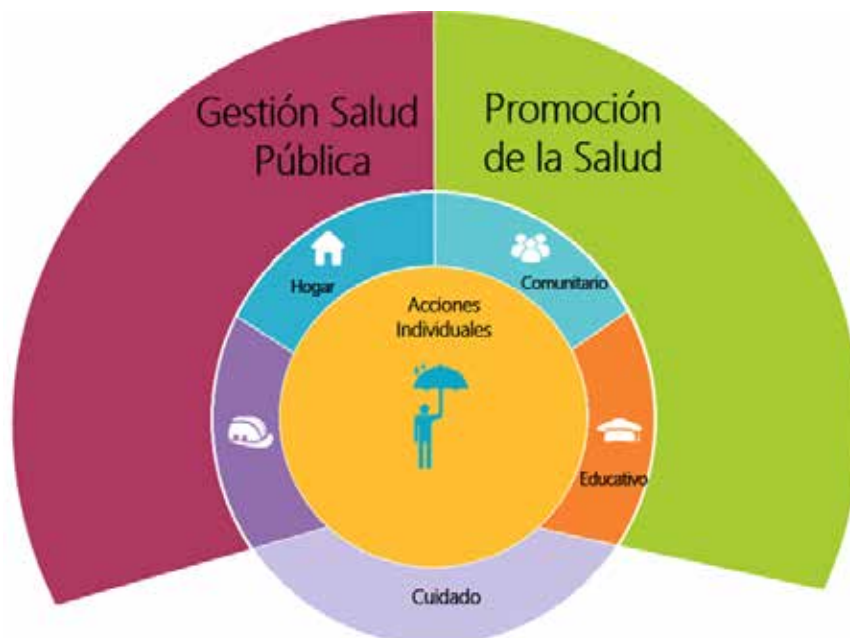 Gestión Salud
Pública
Promoción
de la Salud
Hogar
Comunitario
Acciones
Individuales
Educativo
Cuidado